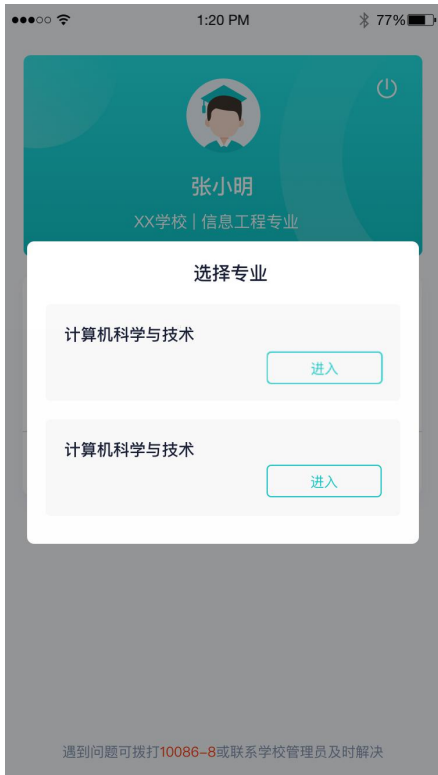 1:20 PM 77%
张小明
XX学校 | 信息工程专业
选择专业
计算机科学与技术
进入
计算机科学与技术
进入
遇到问题可拨打10086-8或联系学校管理员及时解决